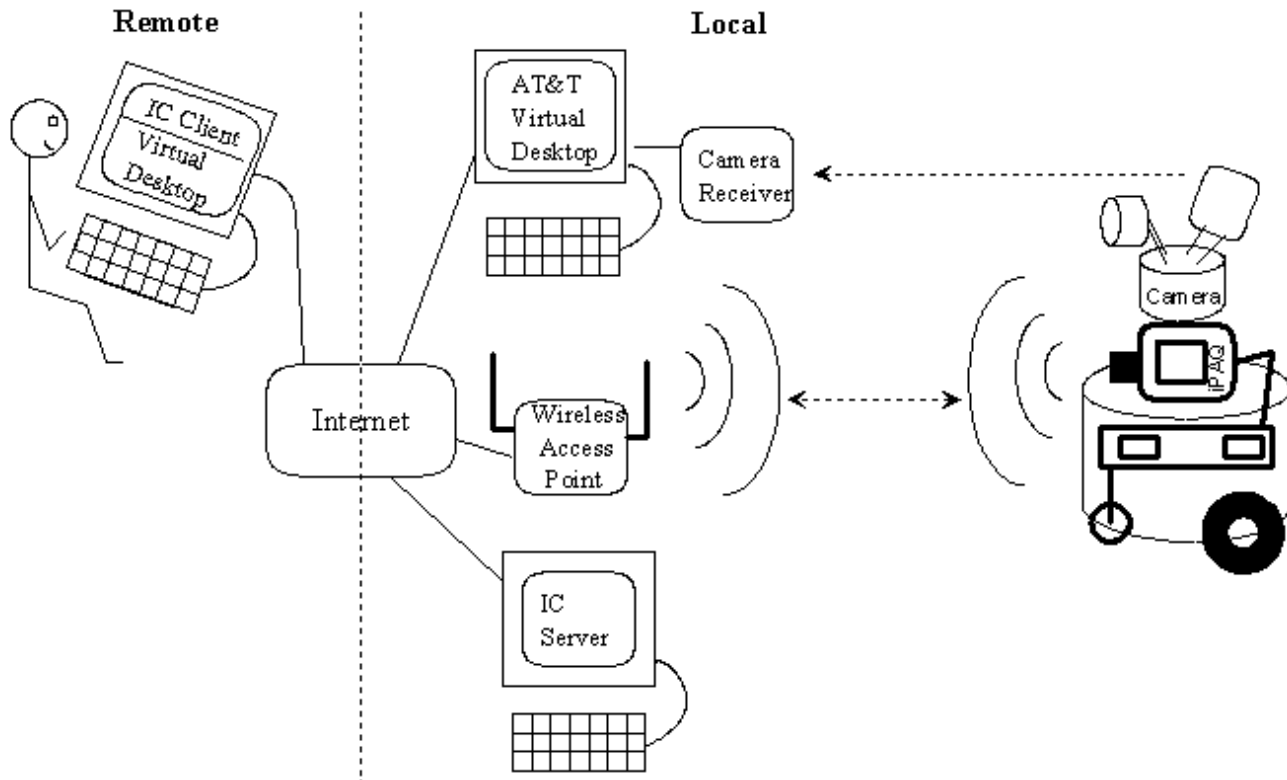 Remote
Local
IC Client
Virtual
Desktop
AT&T
Virtual
Desktop
Camera
Receiver
Camera
iPAQ
Internet
Wireless
Access
Point
IC
Server